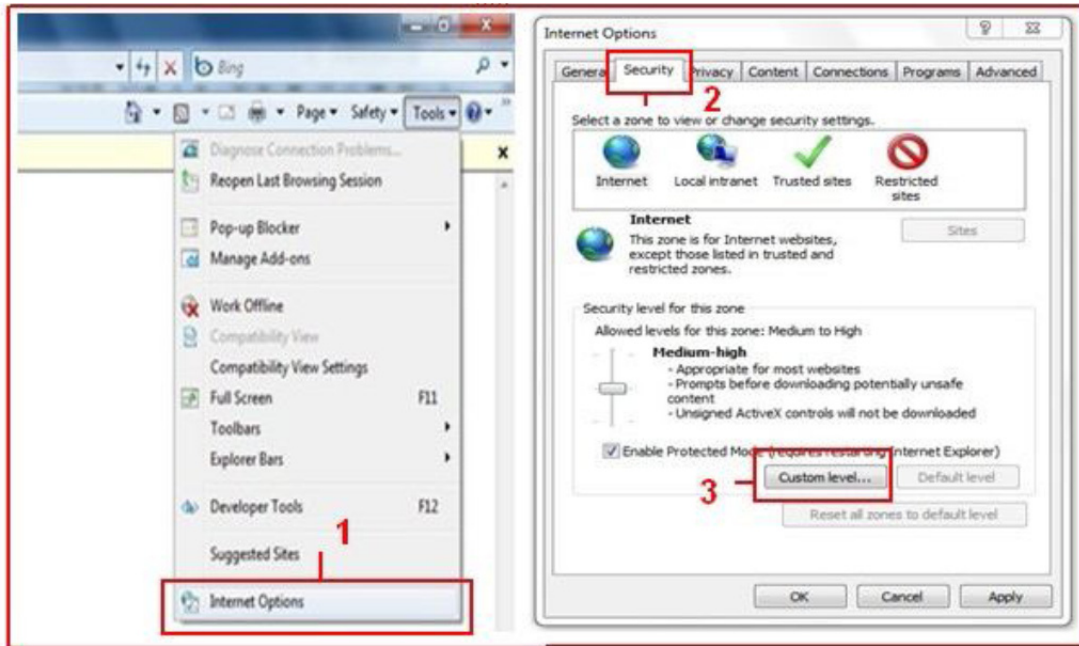 Bing
Page Safety Tools
Diagnose Connection Problems...
Reopen Last Browsing Session
Pop-up Blocker
Manage Add-ons
Work Offline
Compatibility View
Compatibility View Settings
Full Screen F11
Toolbars
Explorer Bars
Developer Tools F12
1
Suggested Sites
Internet Options
Internet Options
General Security Privacy Content Connections Programs Advanced
2
Select a zone to view or change security settings.
Internet Local intranet Trusted sites Restricted
sites
Internet
Sites
This zone is for Internet websites,
except those listed in trusted and
restricted zones.
Security level for this zone
Allowed levels for this zone: Medium to High
Medium-high
- Appropriate for most websites
- Prompts before downloading potentially unsafe
content
- Unsigned ActiveX controls will not be downloaded
Enable Protected Mode (requires restarting Internet Explorer)
3
Custom level... Default level
Reset all zones to default level
OK Cancel Apply